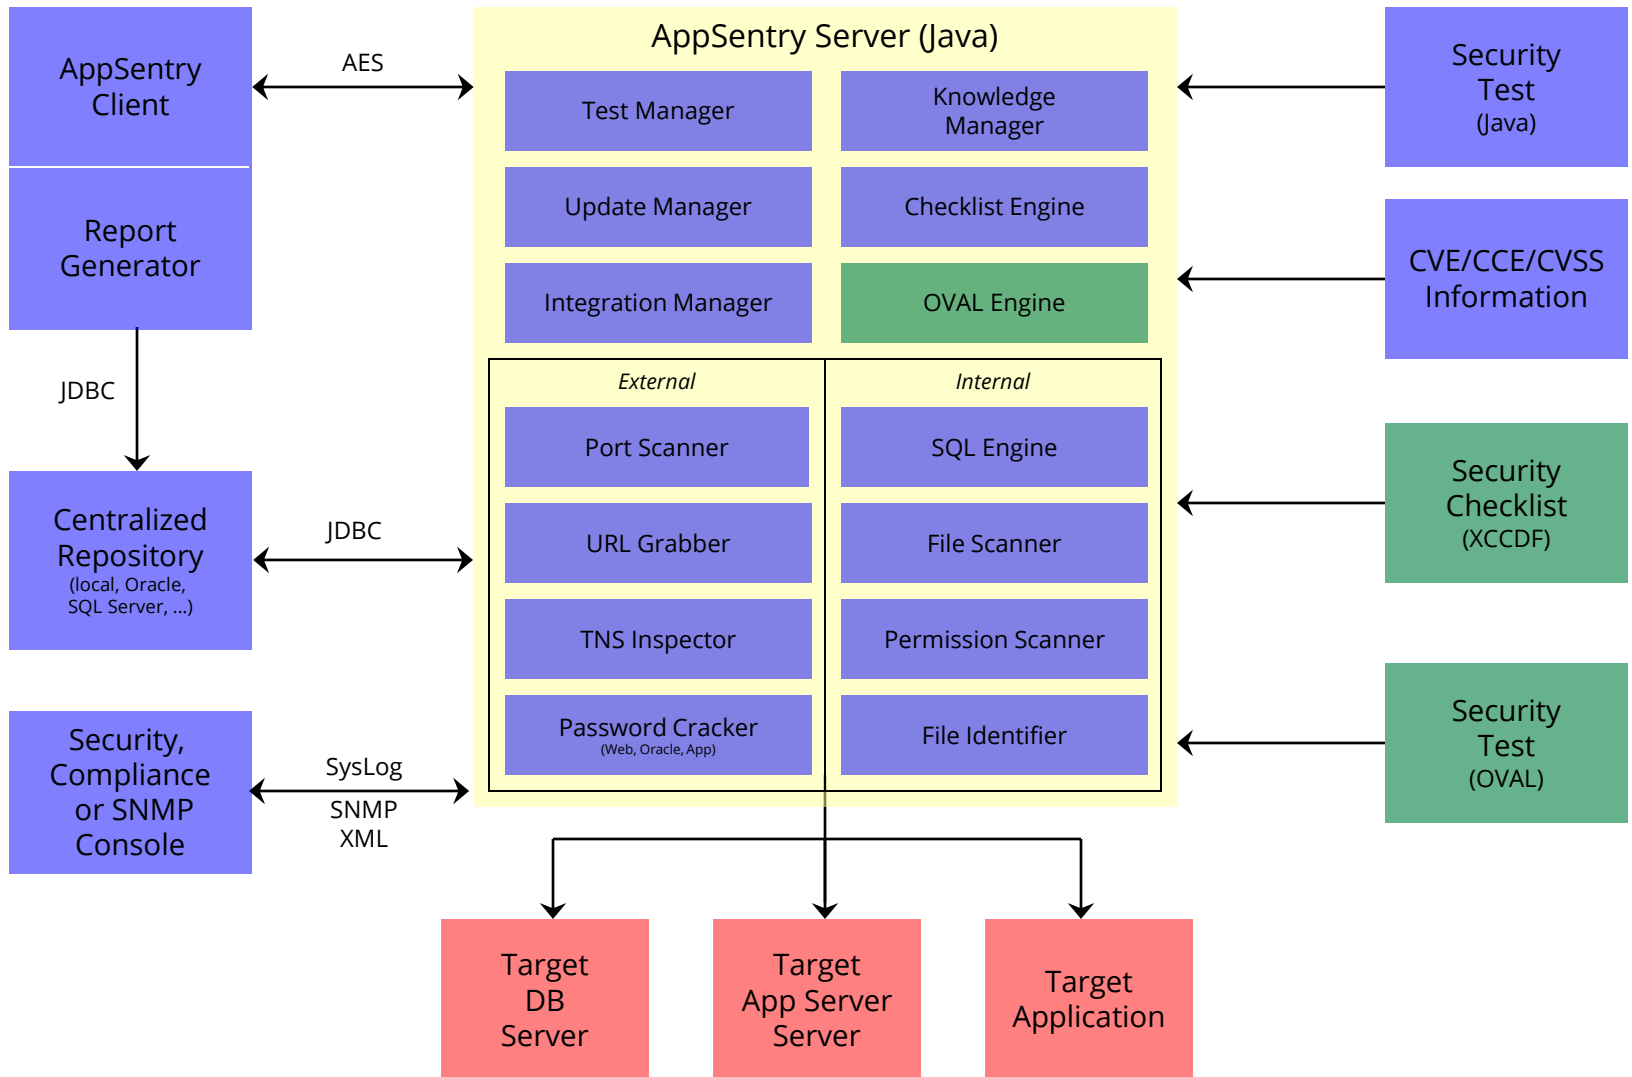 AppSentry
Client
Report
Generator
JDBC
Centralized
Repository
(local, Oracle,
SQL Server, ...)
Security,
Compliance
or SNMP
Console
AES
JDBC
SysLog
SNMP
XML
AppSentry Server (Java)
Test Manager
Knowledge
Manager
Update Manager
Checklist Engine
Integration Manager
OVAL Engine
External
Internal
Port Scanner
SQL Engine
URL Grabber
File Scanner
TNS Inspector
Permission Scanner
Password Cracker
(Web, Oracle, App)
File Identifier
Security
Test
(Java)
CVE/CCE/CVSS
Information
Security
Checklist
(XCCDF)
Security
Test
(OVAL)
Target
DB
Server
Target
App Server
Server
Target
Application